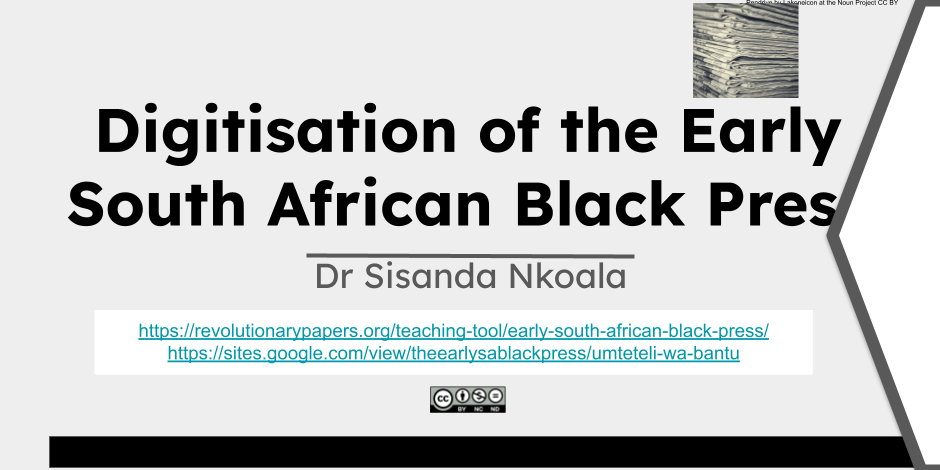 by Lakoneicon at the Noun Project CC BY
Digitisation of the Early
South African Black Pres
Dr Sisanda Nkoala
https://revolutionarypapers.org/teaching-tool/early-south-african-black-press/
https://sites.google.com/view/theearlysablackpress/umteteli-wa-bantu
cc
BY NC ND